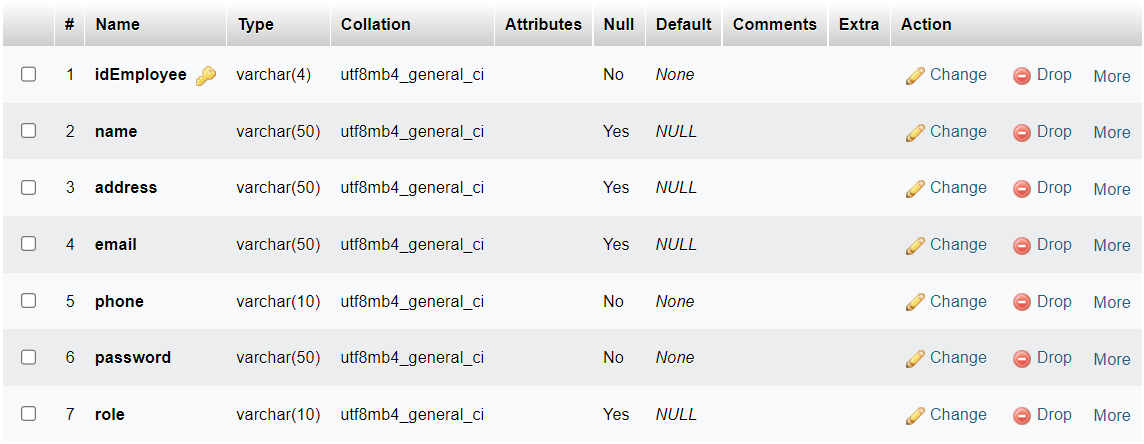 # Name Type Collation Attributes Null Default Comments Extra Action
1 idEmployee varchar(4) utf8mb4_general_ci No None Change Drop More
2 name varchar(50) utf8mb4_general_ci Yes NULL Change Drop More
3 address varchar(50) utf8mb4_general_ci Yes NULL Change Drop More
4 email varchar(50) utf8mb4_general_ci Yes NULL Change Drop More
5 phone varchar(10) utf8mb4_general_ci No None Change Drop More
6 password varchar(50) utf8mb4_general_ci No None Change Drop More
7 role varchar(10) utf8mb4_general_ci Yes NULL Change Drop More